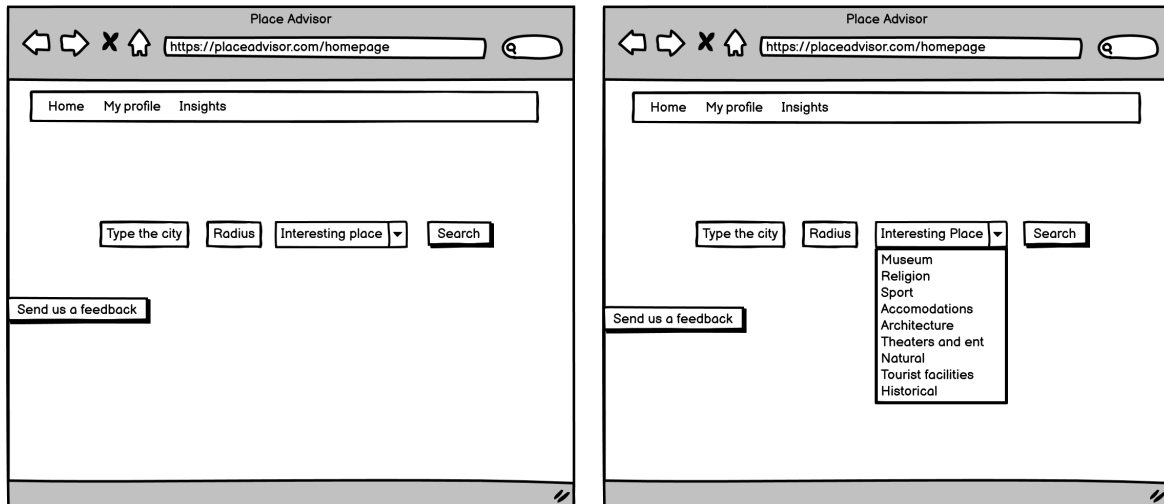 Place Advisor
https://placeadvisor.com/homepage
Home My profile Insights
Type the city Radius Interesting place Search
Send us a feedback
Place Advisor
https://placeadvisor.com/homepage
Home My profile Insights
Type the city Radius Interesting Place Search
Museum
Religion
Sport
Accomodations
Architecture
Theaters and ent
Natural
Tourist facilities
Historical
Send us a feedback